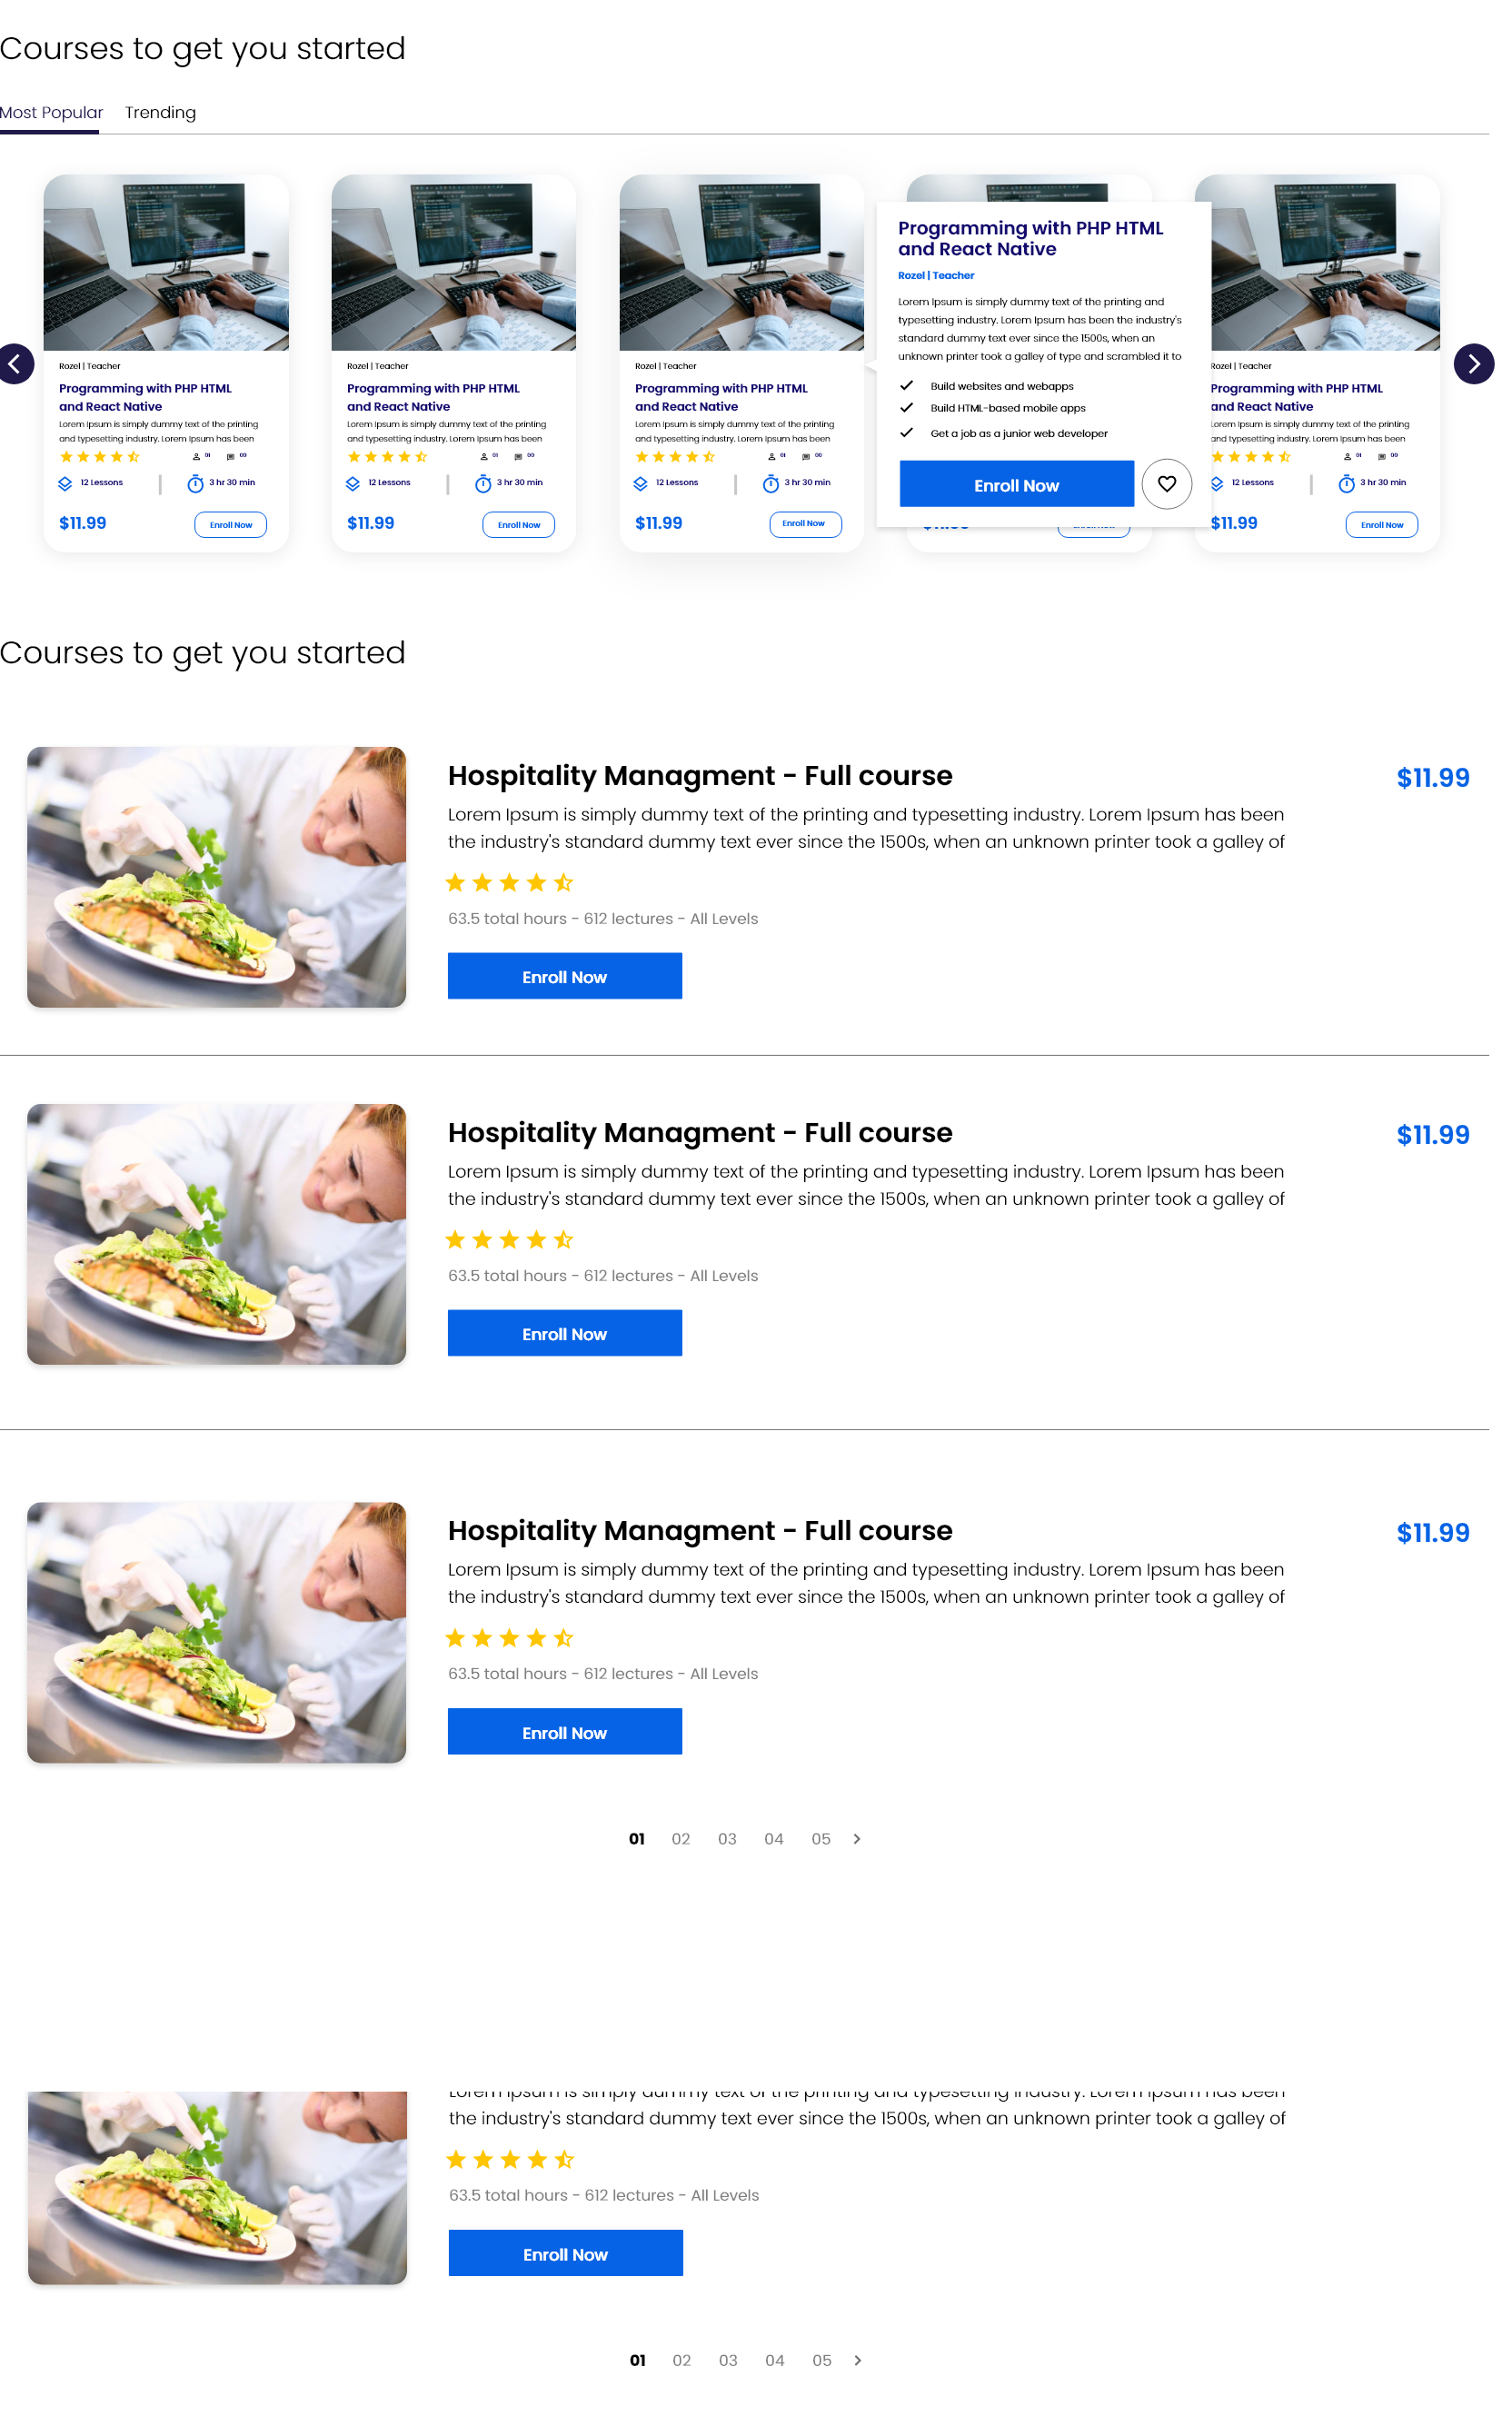 Courses to get you started
Most Popular Trending
Rozel | Teacher
Programming with PHP HTML
and React Native
Lorem Ipsum is simply dummy text of the printing
and typesetting industry. Lorem Ipsum has been
12 Lessons 3 hr 30 min
$11.99 Enroll Now
Rozel | Teacher
Programming with PHP HTML
and React Native
Lorem Ipsum is simply dummy text of the printing
and typesetting industry. Lorem Ipsum has been
12 Lessons 3 hr 30 min
$11.99 Enroll Now
Rozel | Teacher
Programming with PHP HTML
and React Native
Lorem Ipsum is simply dummy text of the printing
and typesetting industry. Lorem Ipsum has been
12 Lessons 3 hr 30 min
$11.99 Enroll Now
Programming with PHP HTML
and React Native
Rozel | Teacher
Lorem Ipsum is simply dummy text of the printing and
typesetting industry. Lorem Ipsum has been the industry's
standard dummy text ever since the 1500s, when an
unknown printer took a galley of type and scrambled it to
Build websites and webapps
Build HTML-based mobile apps
Get a job as a junior web developer
Enroll Now
Rozel | Teacher
Programming with PHP HTML
and React Native
Lorem Ipsum is simply dummy text of the printing
and typesetting industry. Lorem Ipsum has been
12 Lessons 3 hr 30 min
$11.99 Enroll Now
Courses to get you started
Hospitality Managment - Full course $11.99
Lorem Ipsum is simply dummy text of the printing and typesetting industry. Lorem Ipsum has been
the industry's standard dummy text ever since the 1500s, when an unknown printer took a galley of
63.5 total hours - 612 lectures - All Levels
Enroll Now
Hospitality Managment - Full course $11.99
Lorem Ipsum is simply dummy text of the printing and typesetting industry. Lorem Ipsum has been
the industry's standard dummy text ever since the 1500s, when an unknown printer took a galley of
63.5 total hours - 612 lectures - All Levels
Enroll Now
Hospitality Managment - Full course $11.99
Lorem Ipsum is simply dummy text of the printing and typesetting industry. Lorem Ipsum has been
the industry's standard dummy text ever since the 1500s, when an unknown printer took a galley of
63.5 total hours - 612 lectures - All Levels
Enroll Now
01 02 03 04 05
Lorem Ipsum is simply dummy text of the printing and typesetting industry. Lorem Ipsum has been
the industry's standard dummy text ever since the 1500s, when an unknown printer took a galley of
63.5 total hours - 612 lectures - All Levels
Enroll Now
01 02 03 04 05